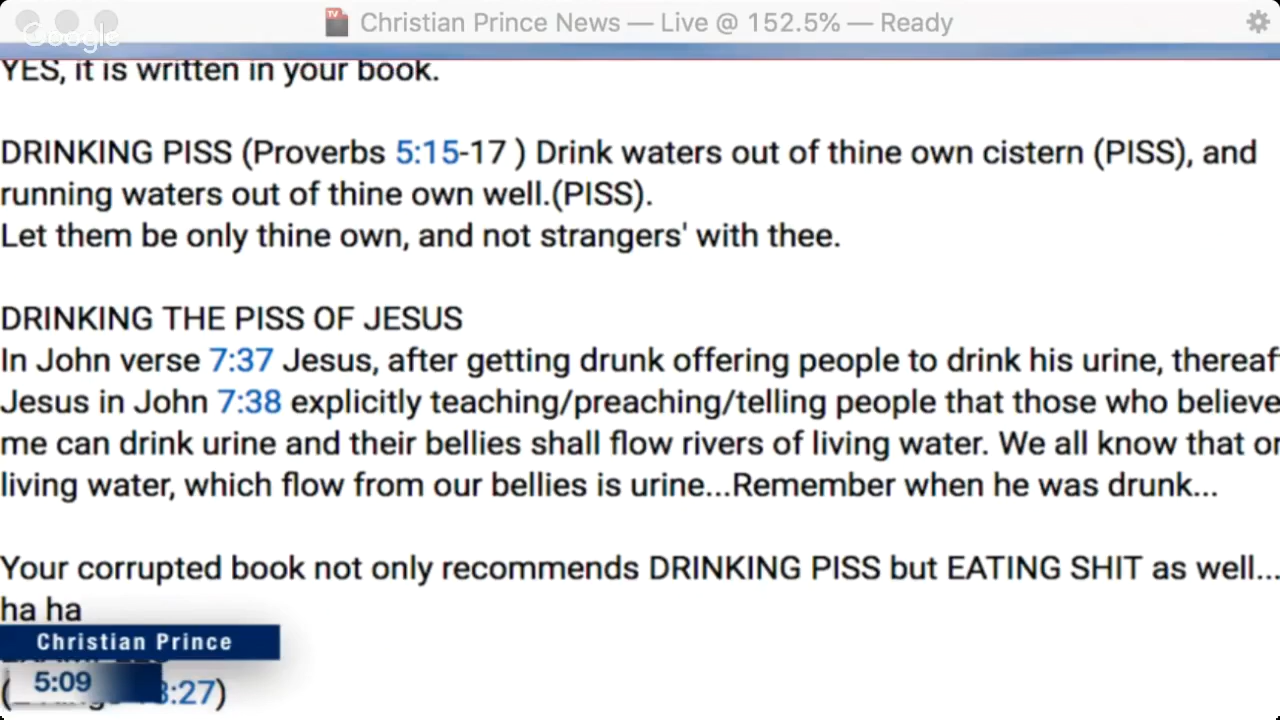 Christian Prince News — Live @ 152.5% — Ready
Google
YES, it is written in your book.
DRINKING PISS (Proverbs 5:15-17 ) Drink waters out of thine own cistern (PISS), and
running waters out of thine own well.(PISS).
Let them be only thine own, and not strangers' with thee.
DRINKING THE PISS OF JESUS
In John verse 7:37 Jesus, after getting drunk offering people to drink his urine,
Jesus in John 7:38 explicitly teaching/preaching/telling people that those who believe
me can drink urine and their bellies shall flow rivers of living water. We all know that
living water, which flow from our bellies is urine...Remember when he was drunk...
Your corrupted book not only recommends DRINKING PISS but EATING SHIT as well...
ha ha
Christian Prince
5:09
:27)